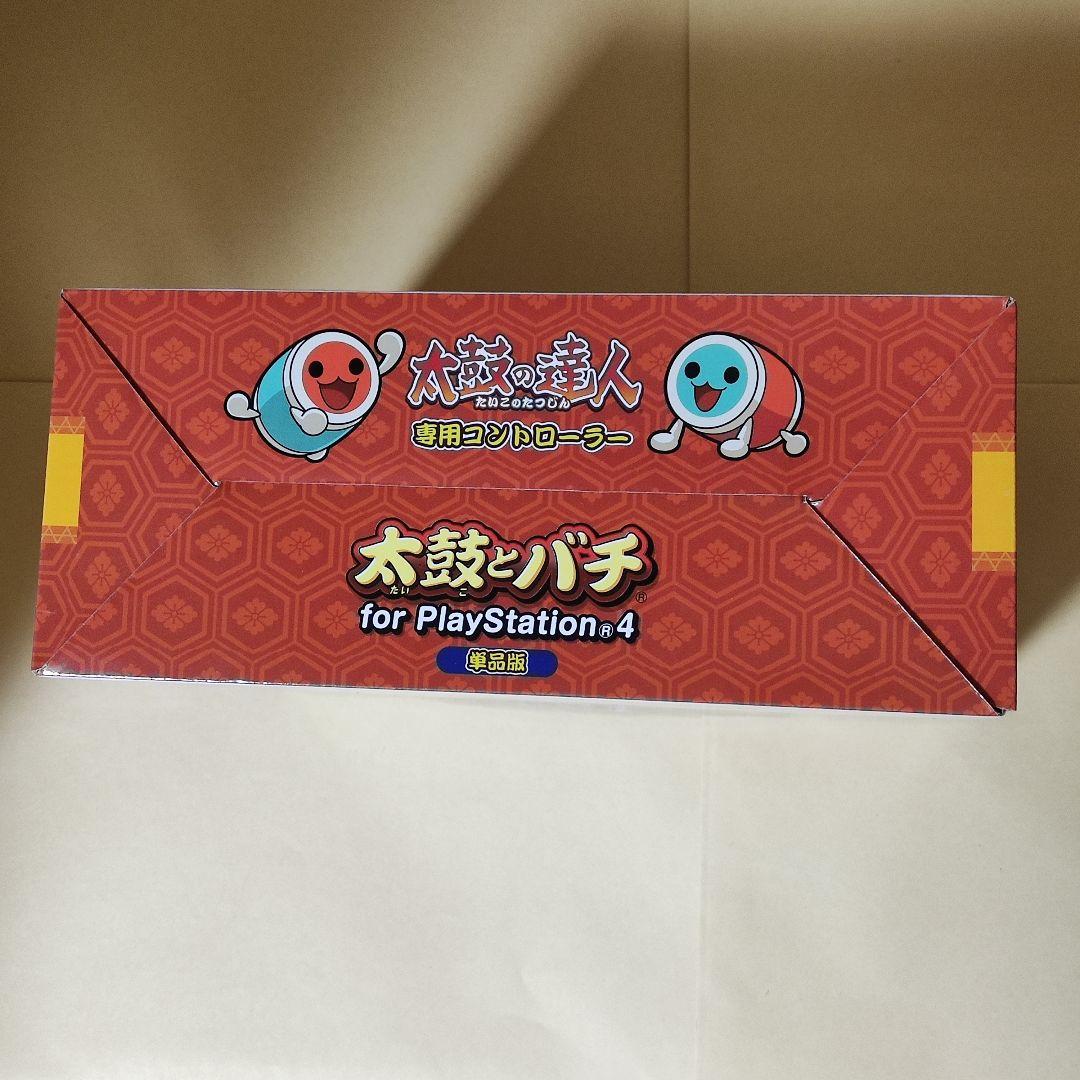 太鼓の達人
たいこのたつじん
専用コントローラー
太鼓とバチ®
たい こ
for PlayStation®4
単品版